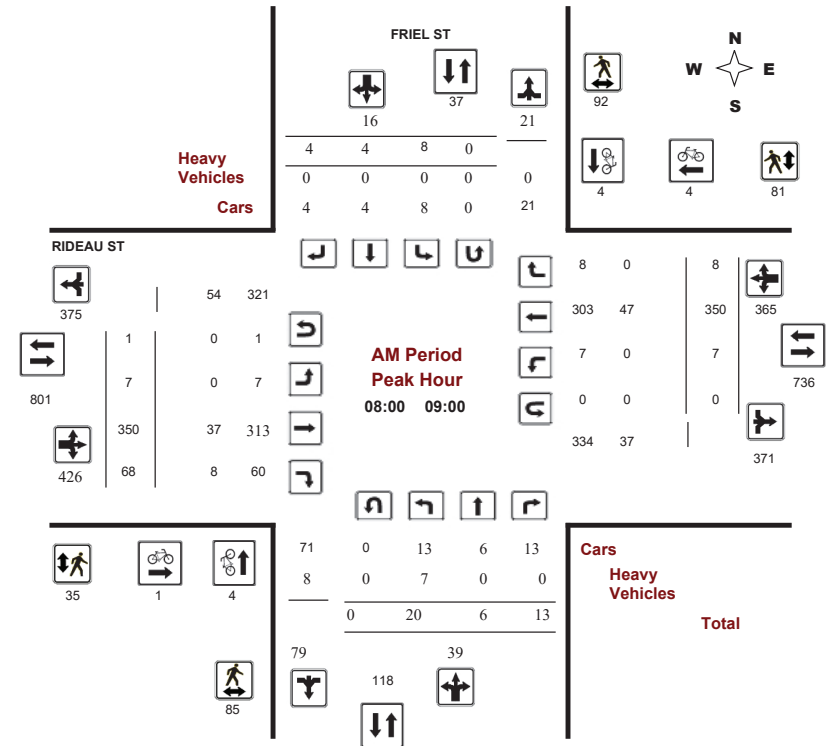 FRIEL ST
N
W E
S
37
92
16 21
4 4 8 0
Heavy
Vehicles 0 0 0 0 0
Cars 4 4 8 0 21
4 4 81
RIDEAU ST
375
54 321
8 0 8
365
303 47 350
1 0 1
7 0 7
801
AM Period
Peak Hour
08:00 09:00
7 0 7
736
0 0 0
350 37 313
334 37
371
426
68 8 60
35 1 4
71 0 13 6 13 Cars
8 0 7 0 0 Heavy
Vehicles
0 20 6 13 Total
79 118 39
85